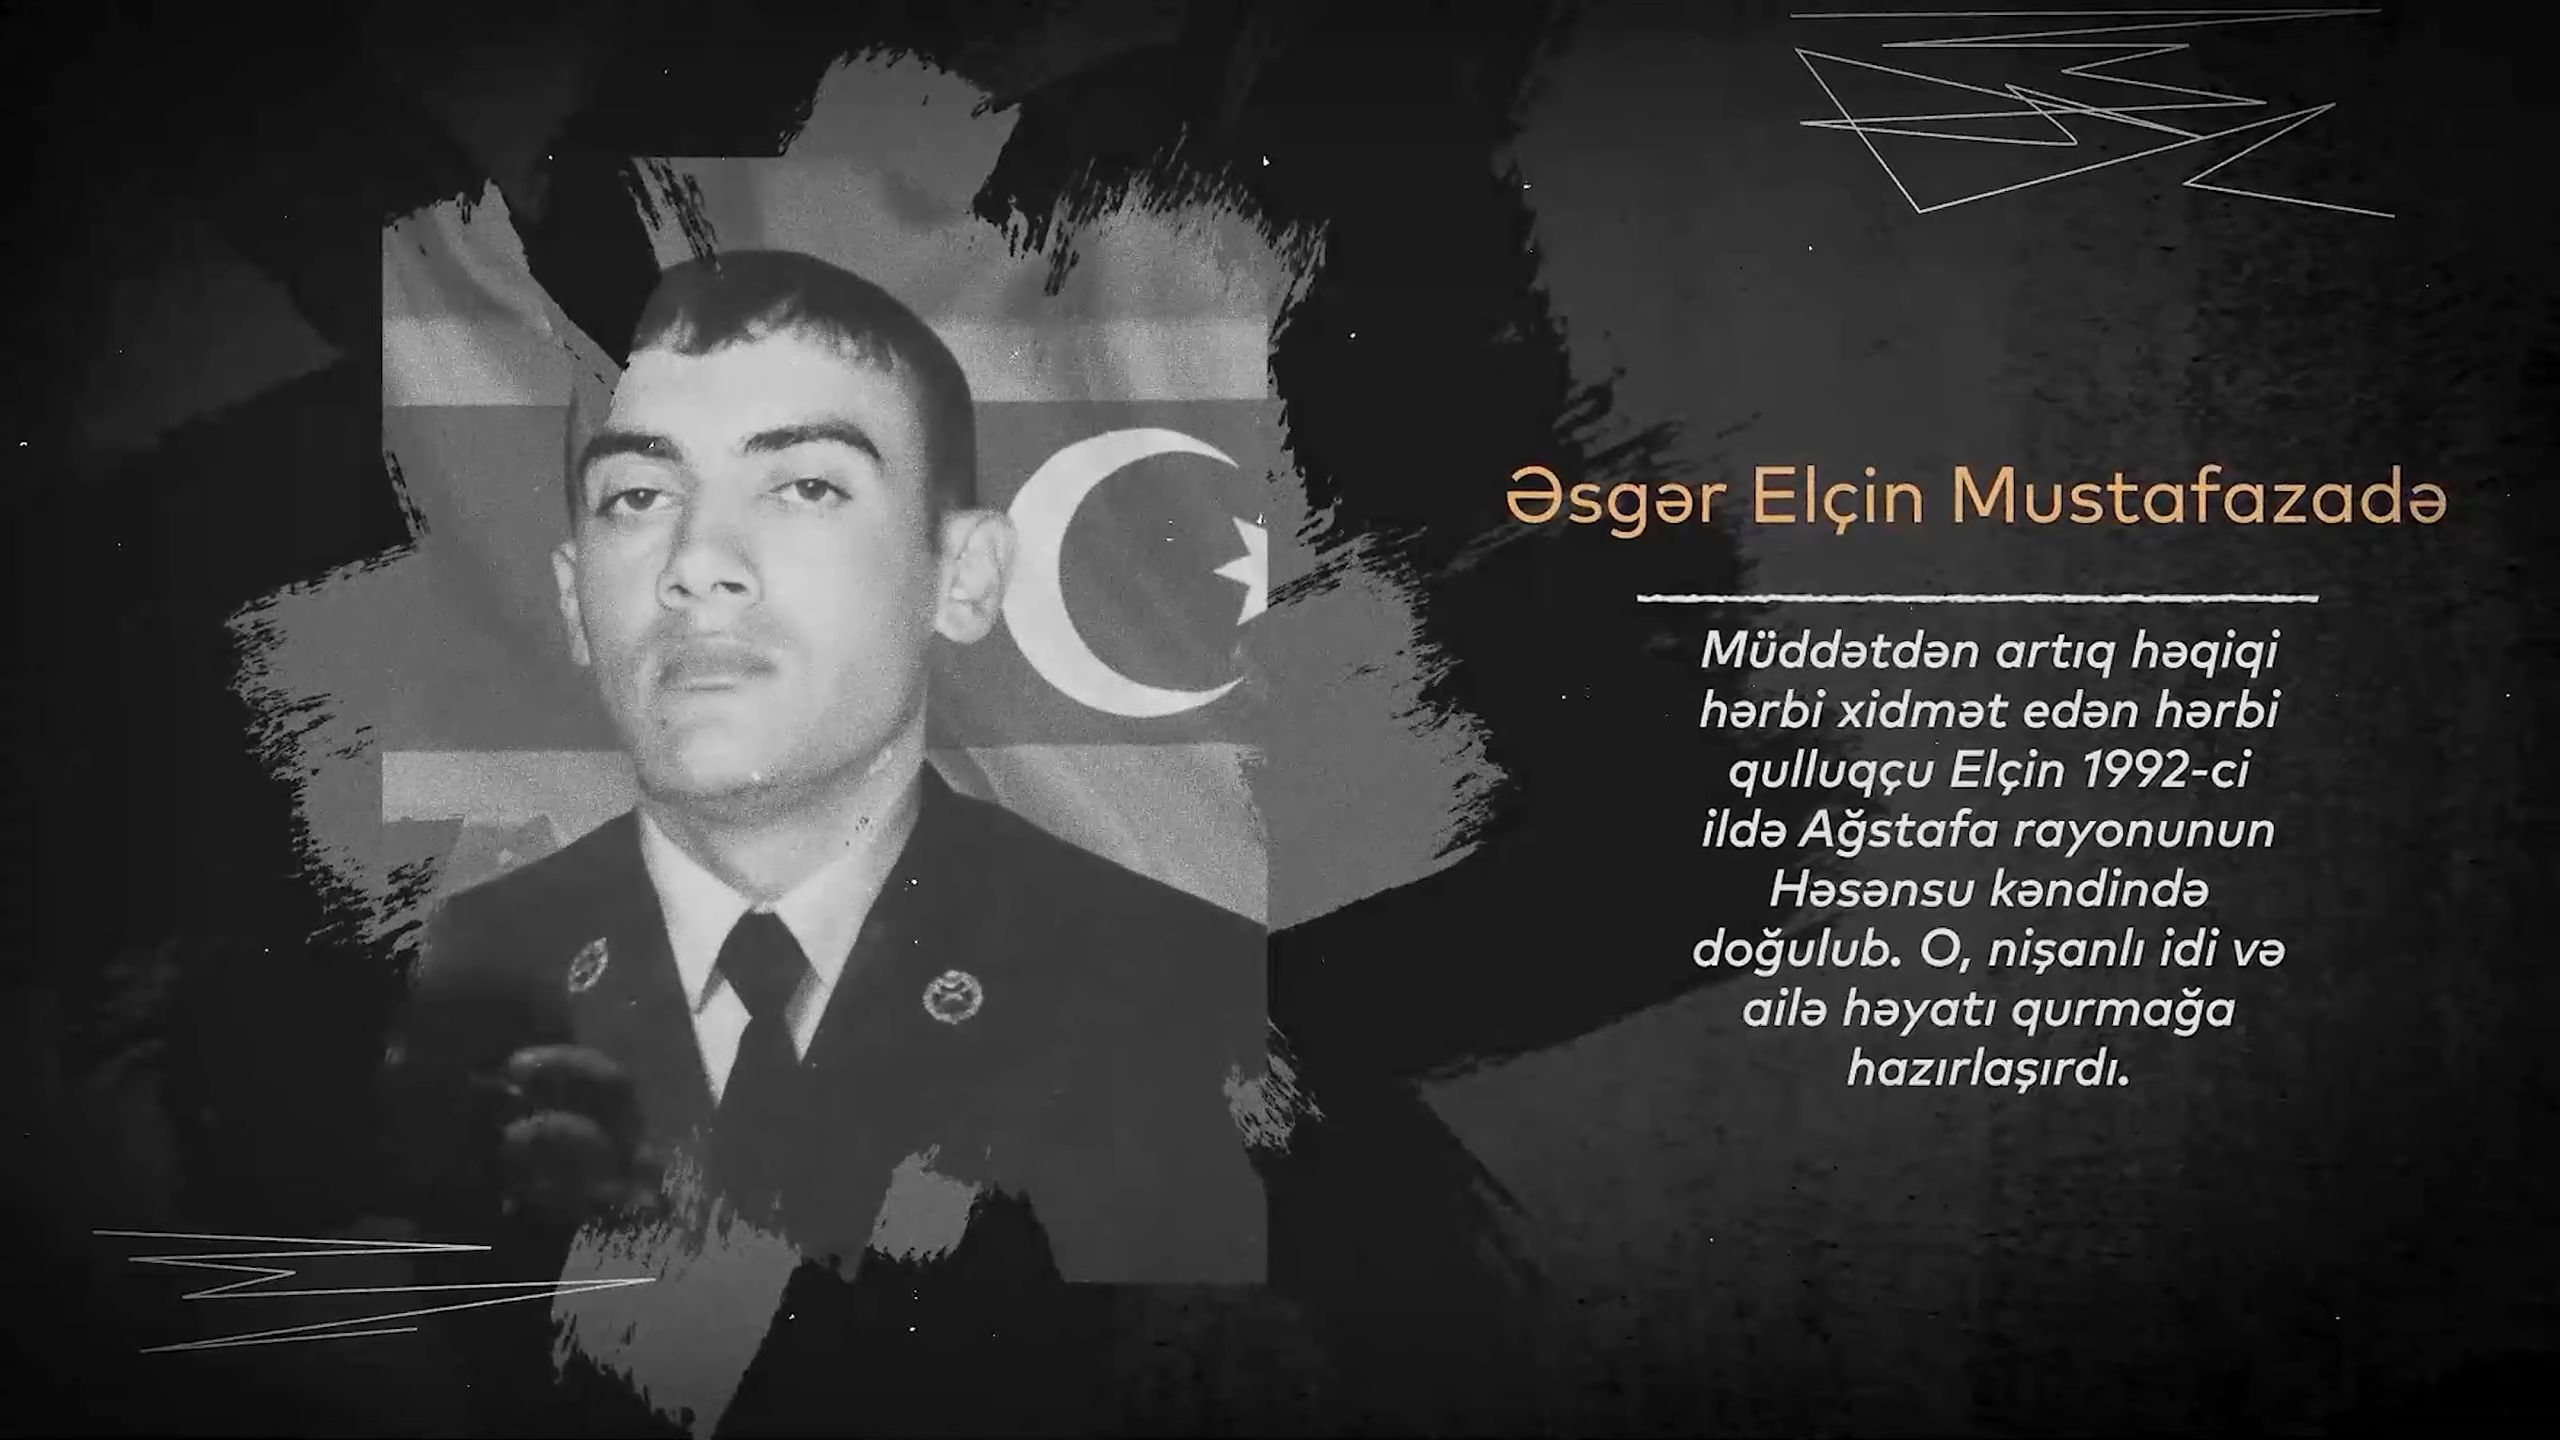 Əsgər Elçin Mustafazadə
Müddətdən artıq həqiqi
hərbi xidmət edən hərbi
qulluqçu Elçin 1992-ci
ildə Ağstafa rayonunun
Həsənsu kəndində
doğulub. O, nişanlı idi və
ailə həyatı qurmağa
hazırlaşırdı.